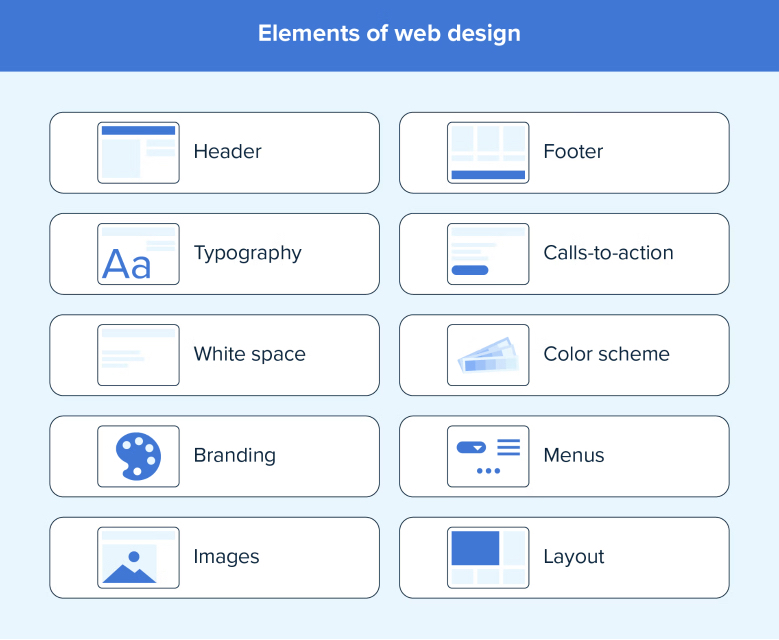 Elements of web design
Header
Footer
Aa
Typography
Calls-to-action
White space
Color scheme
Branding
Menus
Images
Layout